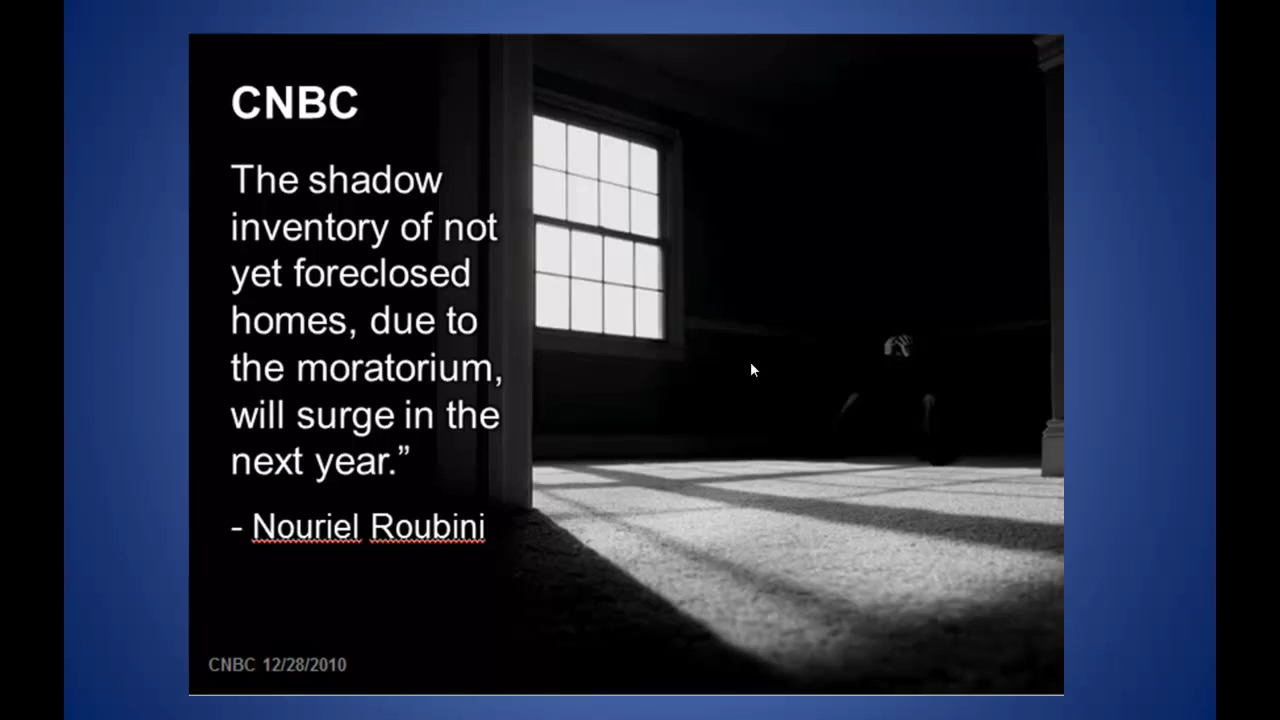 CNBC
The shadow
inventory of not
yet foreclosed
homes, due to
the moratorium,
will surge in the
next year.”
- Nouriel Roubini
CNBC 12/28/2010